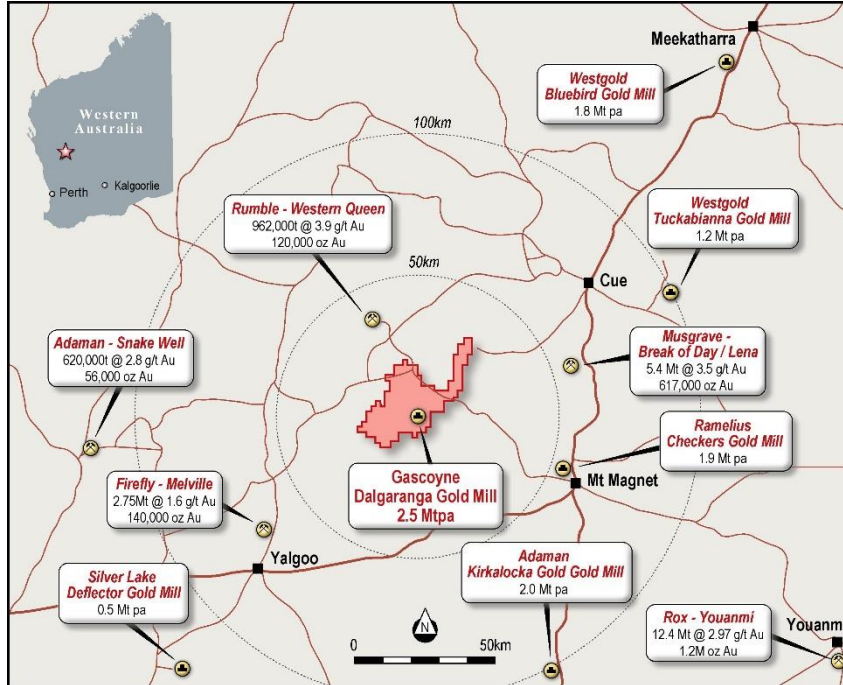 Meekatharra
Westgold
Bluebird Gold Mill
1.8 Mt pa
Western
Australia
Perth
Kalgoorlie
100km
Rumble - Western Queen
962,000t @ 3.9 g/t Au
120,000 oz Au
Westgold
Tuckabianna Gold Mill
1.2 Mt pa
50km
Cue
Adaman - Snake Well
620,000t @ 2.8 g/t Au
56,000 oz Au
Musgrave -
Break of Day / Lena
5.4 Mt @ 3.5 g/t Au
617,000 oz Au
Ramelius
Checkers Gold Mill
1.9 Mt pa
Gascoyne
Dalgaranga Gold Mill
2.5 Mtpa
Mt Magnet
Firefly - Melville
2.75Mt @ 1.6 g/t Au
140,000 oz Au
Yalgoo
Adaman
Kirkalocka Gold Gold Mill
2.0 Mt pa
Silver Lake
Deflector Gold Mill
0.5 Mt pa
Rox - Youanmi
12.4 Mt @ 2.97 g/t Au
1.2M oz Au
Youanm
N
0
50km